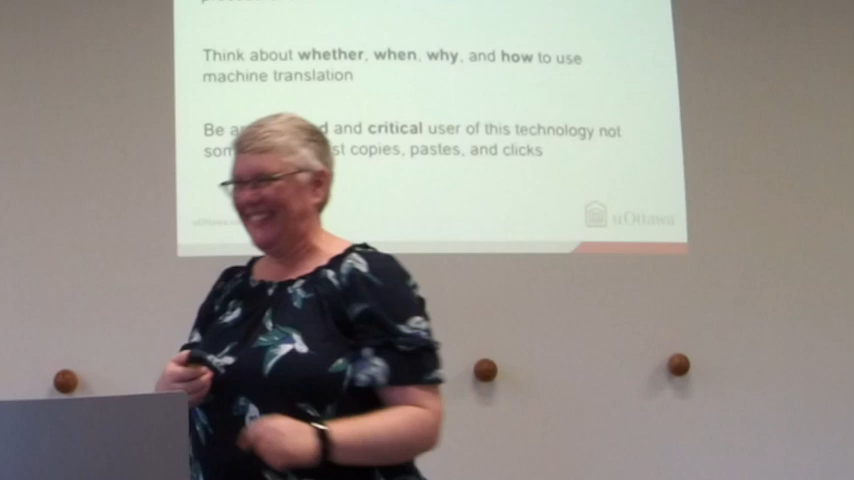 Think about whether, when, why, and how to use
machine translation
Be and critical user of this technology not
copies, pastes, and clicks
uOttawa